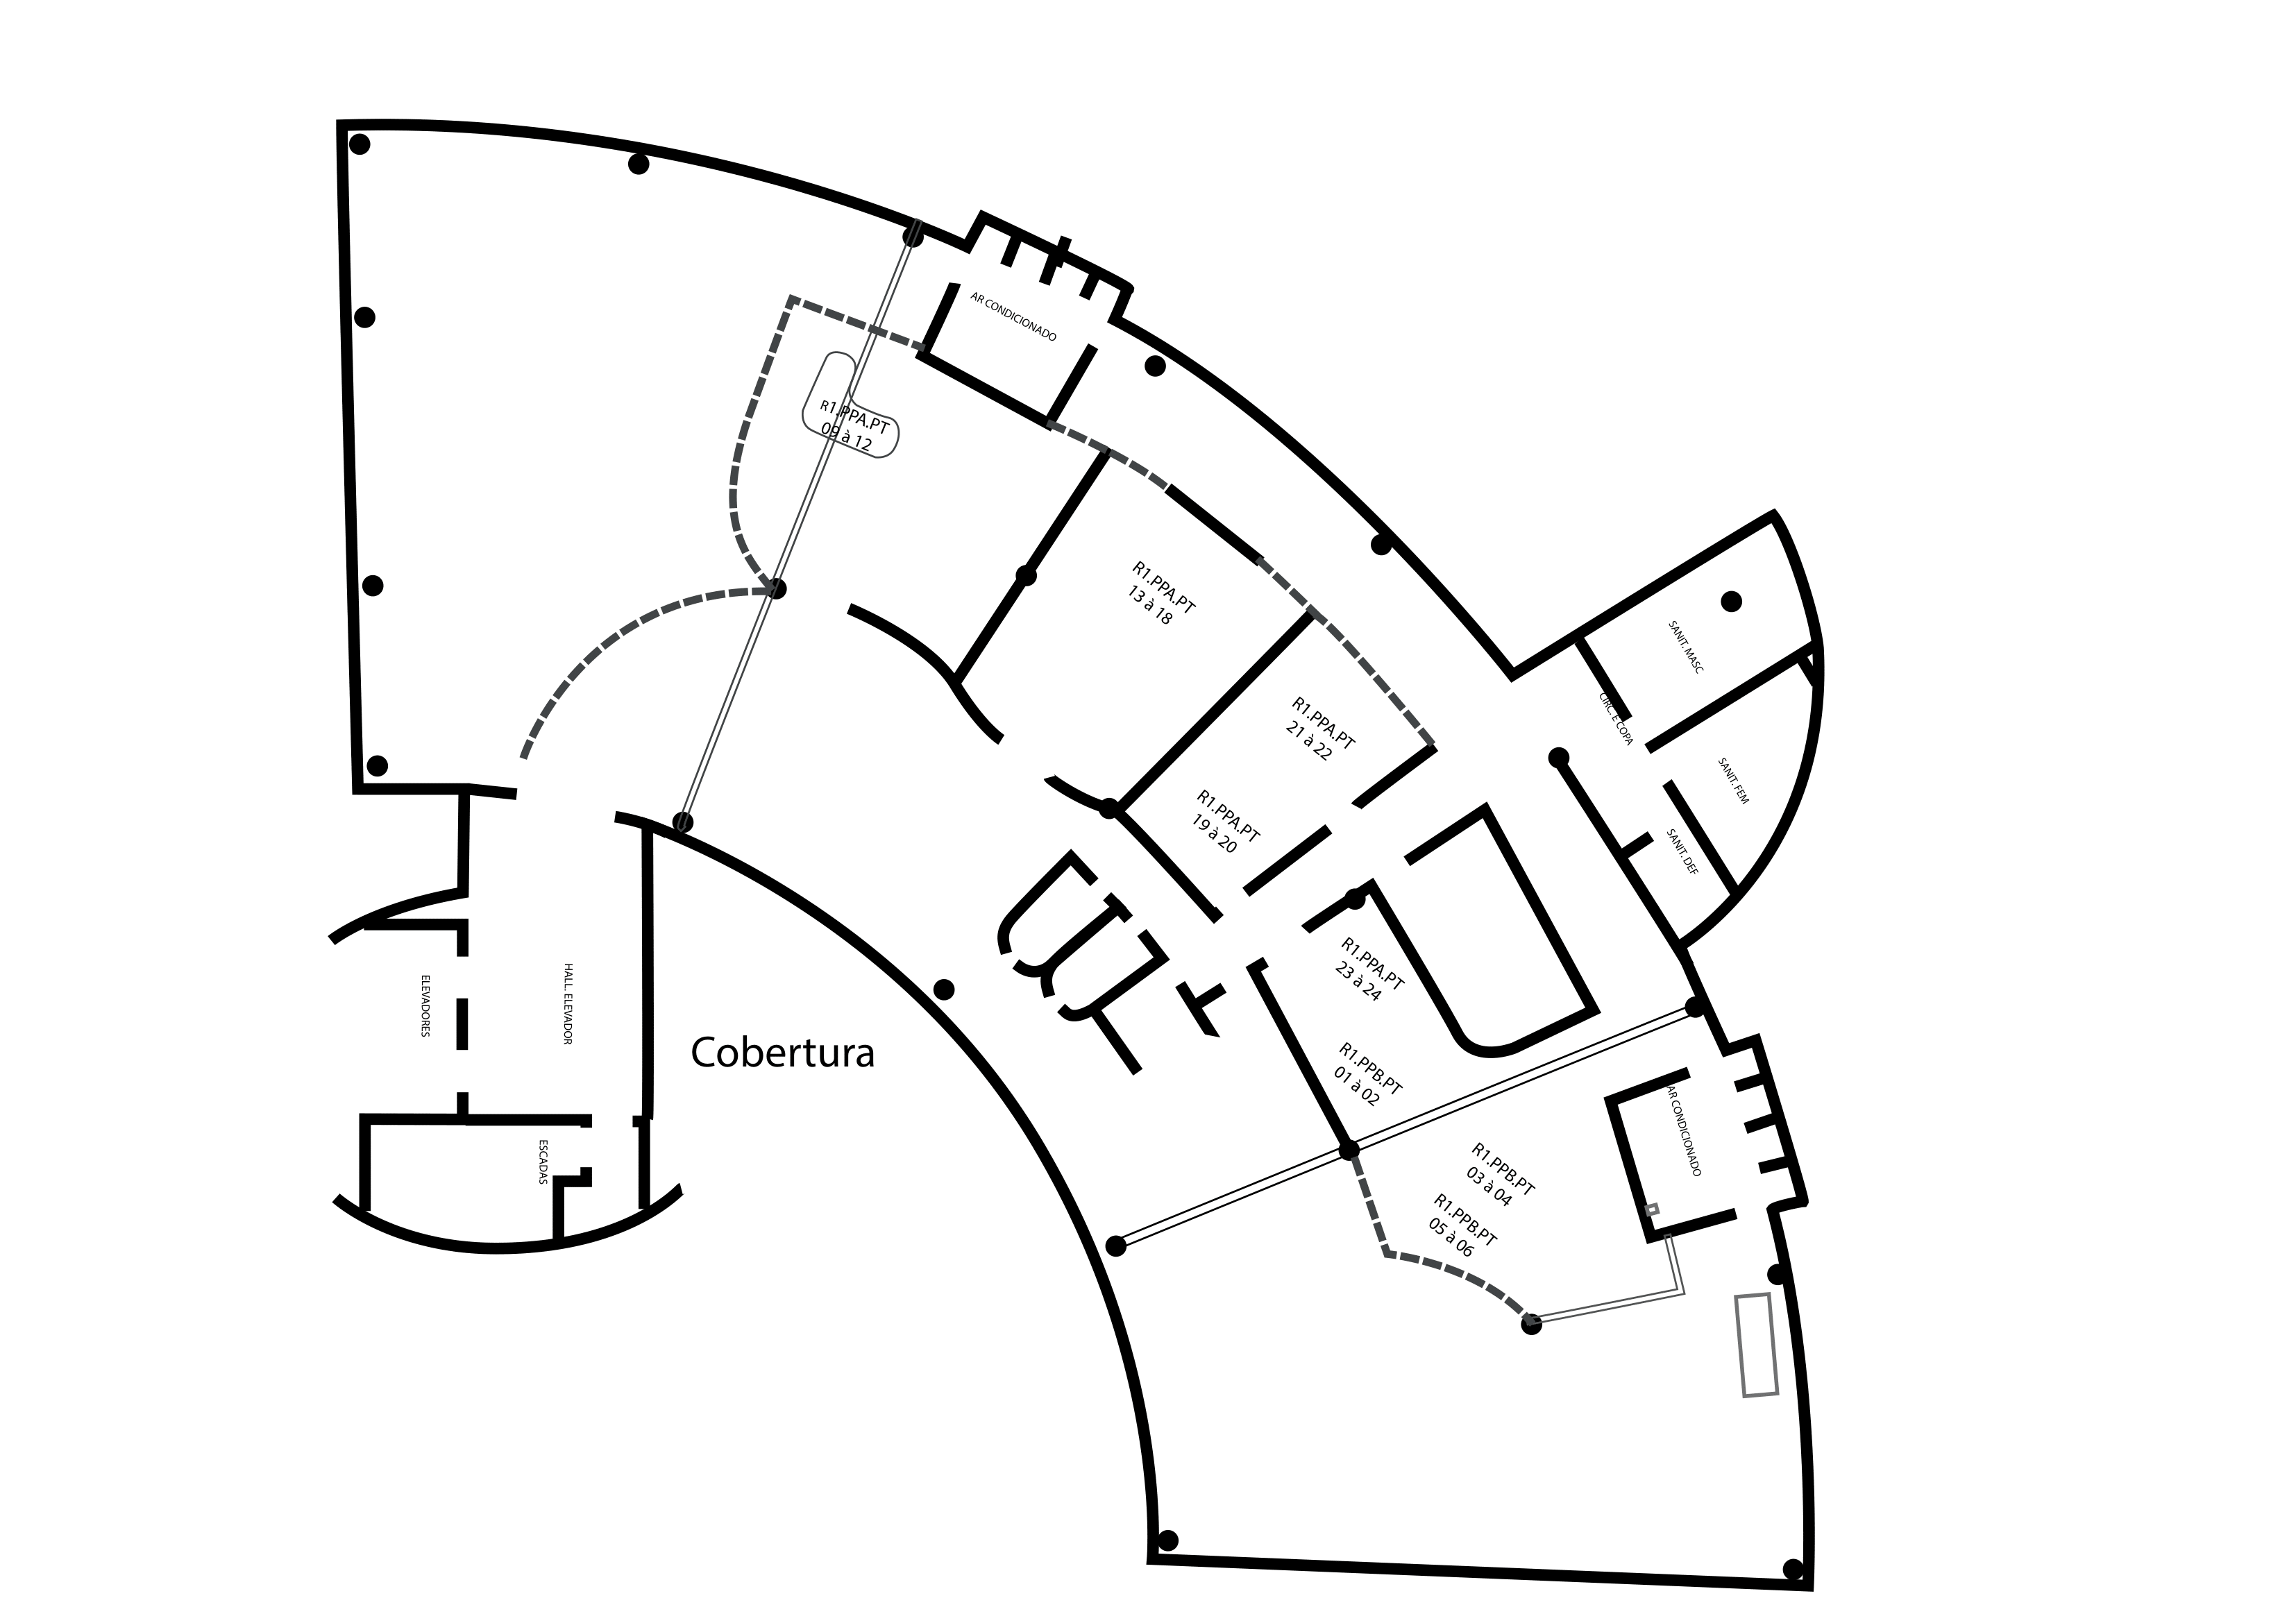 AR CONDICIONADO
R1.PPA.PT
09 à 12
R1.PPA.PT
13 à 18
SANIT. MASC
CIRC. E COPA
R1.PPA.PT
21 à 22
SANIT. FEM
R1.PPA.PT
19 à 20
SANIT. DEF
R1.PPA.PT
23 à 24
ELEVADORES
HALL. ELEVADOR
Cobertura
R1.PPB.PT
01 à 02
AR CONDICIONADO
ESCADAS
R1.PPB.PT
03 à 04
R1.PPB.PT
05 à 06